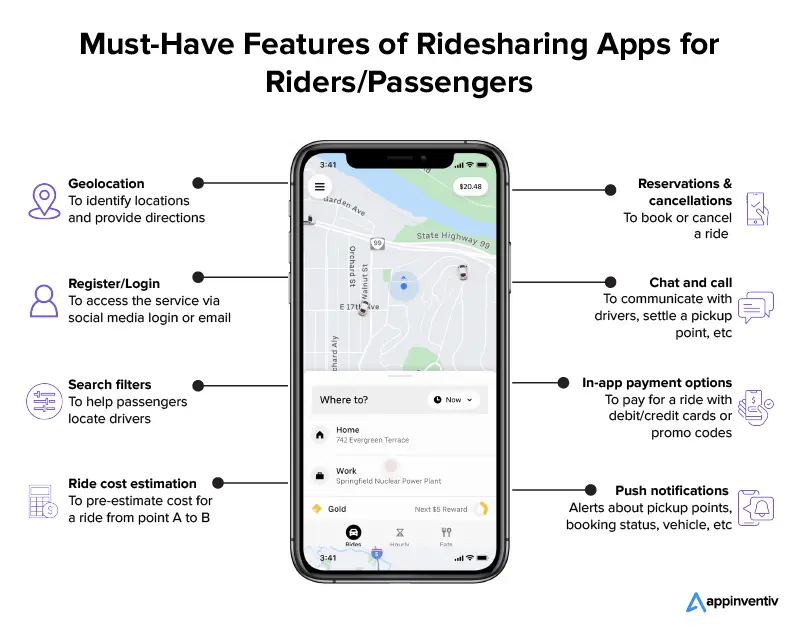 Must-Have Features of Ridesharing Apps for
Riders/Passengers
Geolocation
To identify locations
and provide directions
Register/Login
To access the service via
social media login or email
Search filters
To help passengers
locate drivers
Ride cost estimation
To pre-estimate cost for
a ride from point A to B
3:41
$20.48
arden Ave
99
State Highway 99
Orchard St
Walnut St
E 17th Ave
rchard Aly
Where to?
Now
Home
742 Evergreen Terrace
Work
Springfield Nuclear Power Plant
Gold
Next $5 Reward
Rides
Hourly
Eats
3:41
5
Reservations &
cancellations
To book or cancel
a ride
Chat and call
To communicate with
drivers, settle a pickup
point, etc
In-app payment options
To pay for a ride with
debit/credit cards or
promo codes
Push notifications
Alerts about pickup points,
booking status, vehicle, etc
appinventiv